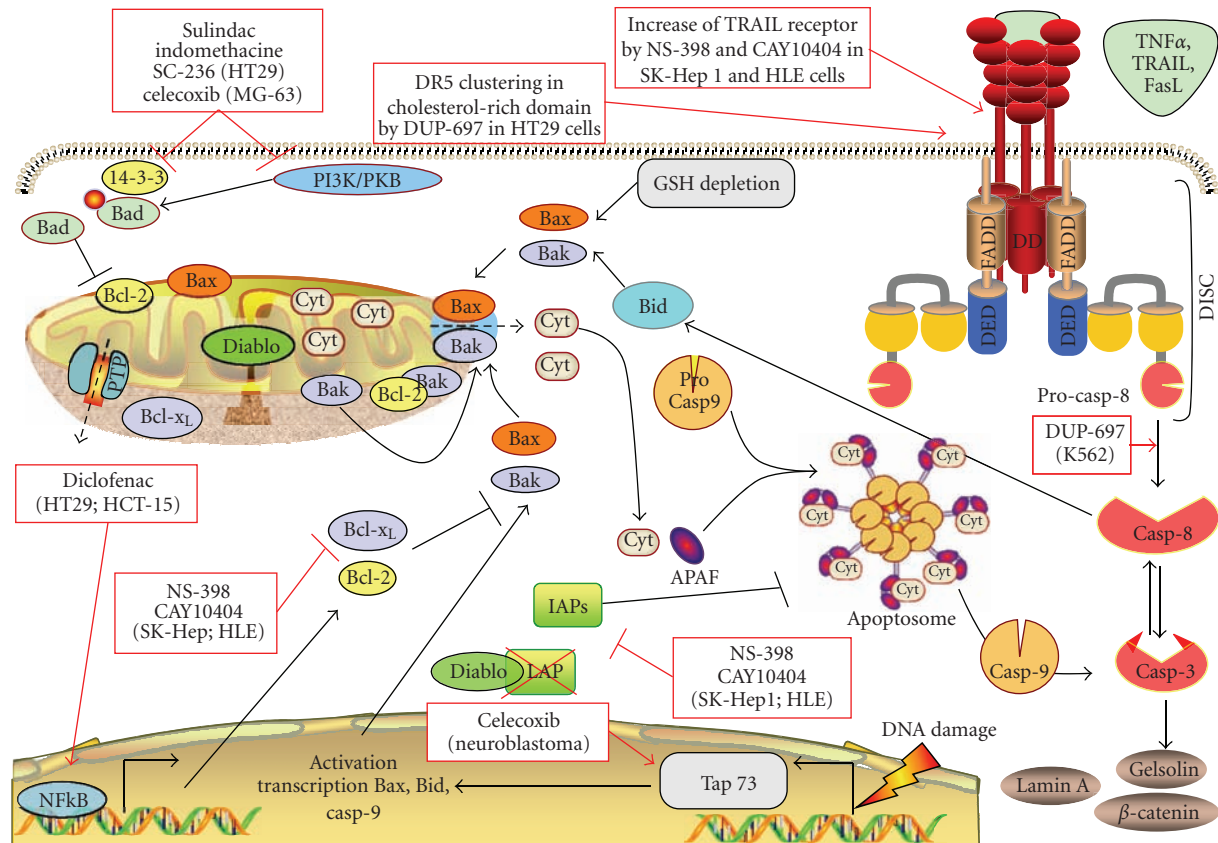 Sulindac
indomethacine
SC-236 (HT29)
celecoxib (MG-63)
Increase of TRAIL receptor
by NS-398 and CAY10404 in
SK-Hep 1 and HLE cells
TNFα,
TRAIL,
FasL
DR5 clustering in
cholesterol-rich domain
by DUP-697 in HT29 cells
14-3-3
Bad
PI3K/PKB
GSH depletion
Bad
Bax
Bak
FADD
DD
FADD
DISC
Bcl-2
Bax
Cyt
Cyt
Cyt
Diablo
Bax
Bak
Cyt
Cyt
Bid
DED
DED
PTP
Bcl-xL
Bak
Bcl-2
Bak
Pro
Casp9
Pro-casp-8
Bax
Bak
DUP-697
(K562)
Diclofenac
(HT29; HCT-15)
Cyt
Cyt
Cyt
Cyt
Cyt
Cyt
Cyt
Apoptosome
Casp-8
Bcl-xL
Bcl-2
Cyt
APAF
NS-398
CAY10404
(SK-Hep; HLE)
IAPs
Diablo
LAP
NS-398
CAY10404
(SK-Hep1; HLE)
Casp-9
Casp-3
Celecoxib
(neuroblastoma)
DNA damage
Activation
transcription Bax, Bid,
casp-9
Tap 73
NFkB
Lamin A
Gelsolin
β-catenin